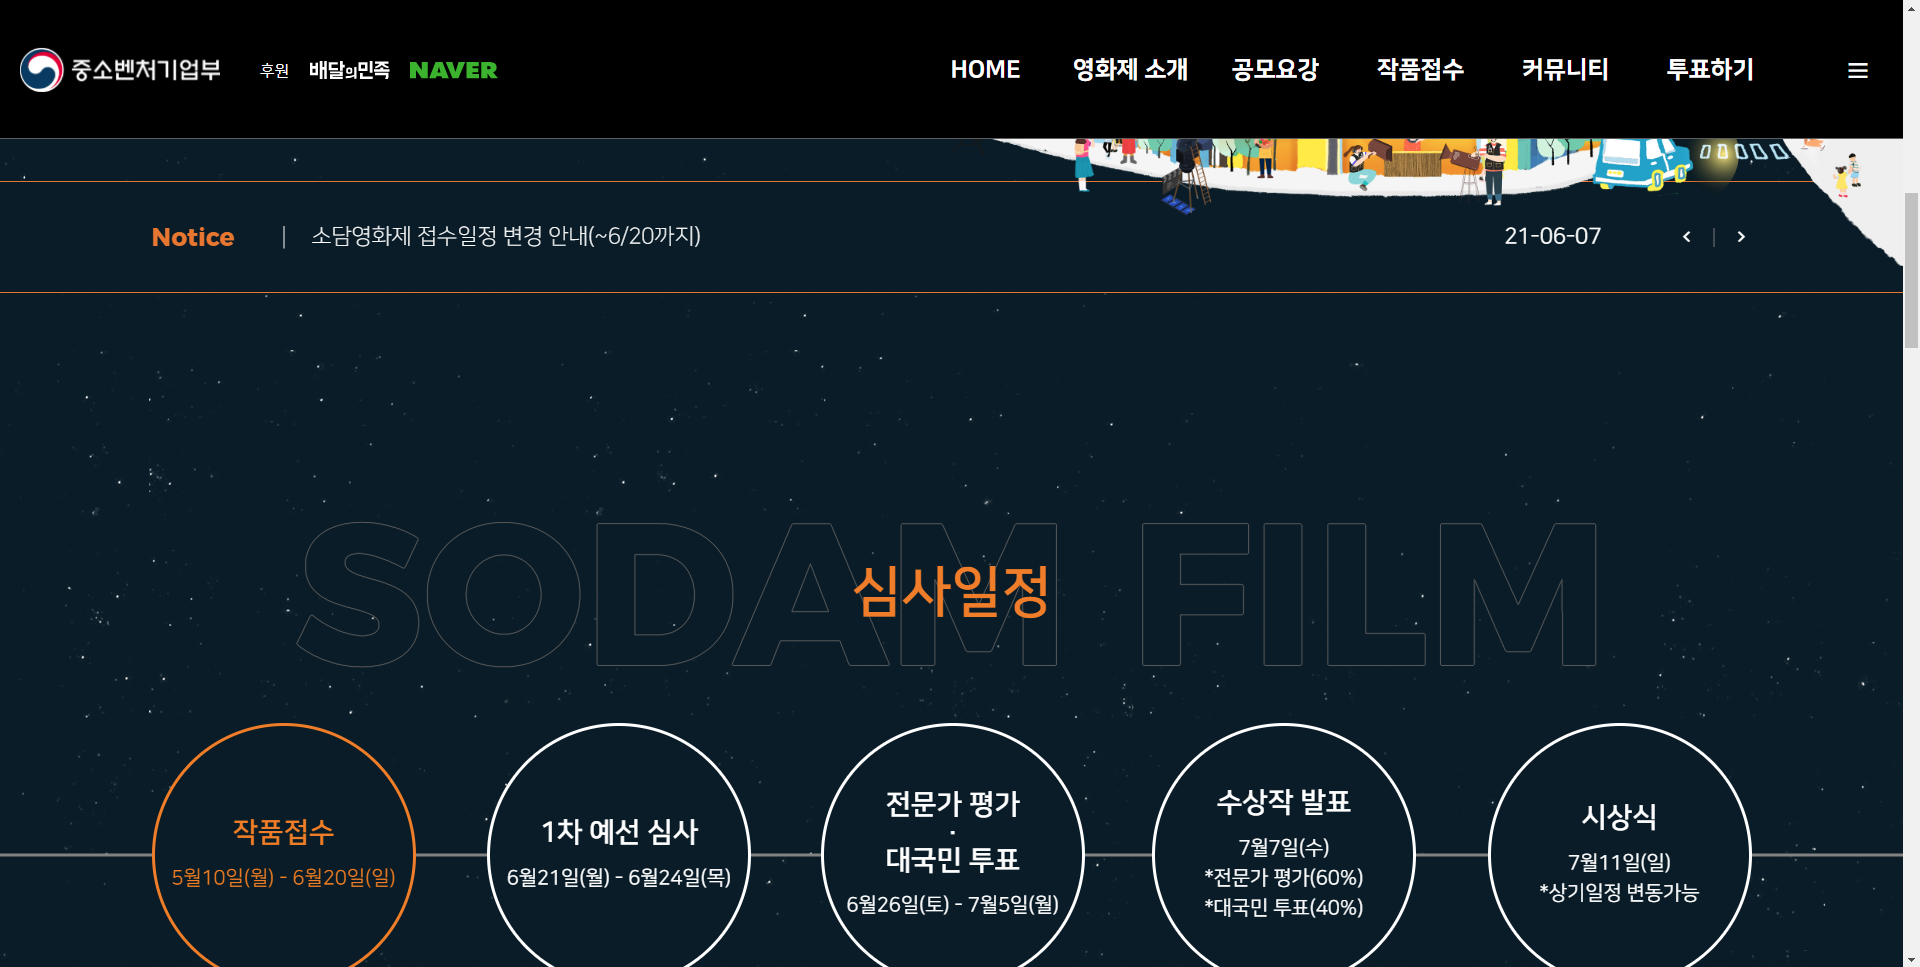 중소벤처기업부 후원 배달의민족 NAVER HOME 영화제 소개 공모요강 작품접수 커뮤니티 투표하기
Notice | 소담영화제 접수일정 변경 안내(~6/20까지) 21-06-07
SODAM FILM
심사일정
작품접수
5월10일(월) - 6월20일(일)
1차 예선 심사
6월21일(월) - 6월24일(목)
전문가 평가
·
대국민 투표
6월26일(토) - 7월5일(월)
수상작 발표
7월7일(수)
*전문가 평가(60%)
*대국민 투표(40%)
시상식
7월11일(일)
*상기일정 변동가능